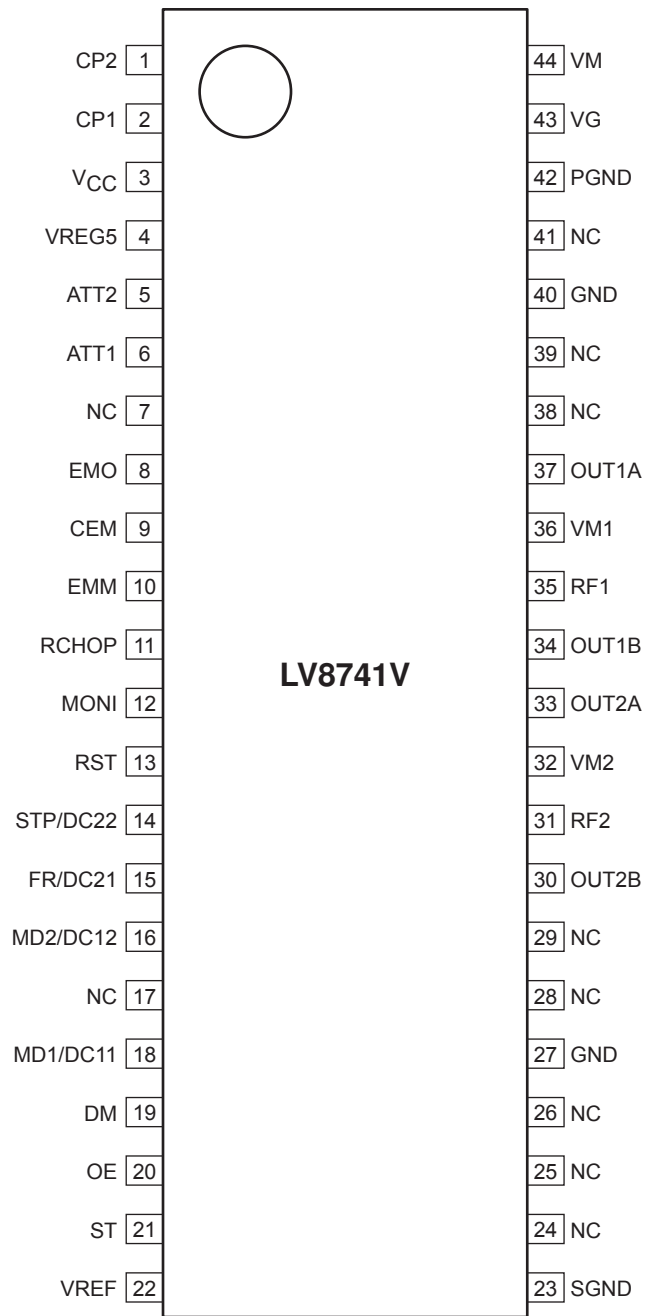 CP2 1 44 VM
CP1 2 43 VG
VCC 3 42 PGND
VREG5 4 41 NC
ATT2 5 40 GND
ATT1 6 39 NC
NC 7 38 NC
EMO 8 37 OUT1A
CEM 9 36 VM1
EMM 10 35 RF1
RCHOP 11 34 OUT1B
LV8741V
MONI 12 33 OUT2A
RST 13 32 VM2
STP/DC22 14 31 RF2
FR/DC21 15 30 OUT2B
MD2/DC12 16 29 NC
NC 17 28 NC
MD1/DC11 18 27 GND
DM 19 26 NC
OE 20 25 NC
ST 21 24 NC
VREF 22 23 SGND